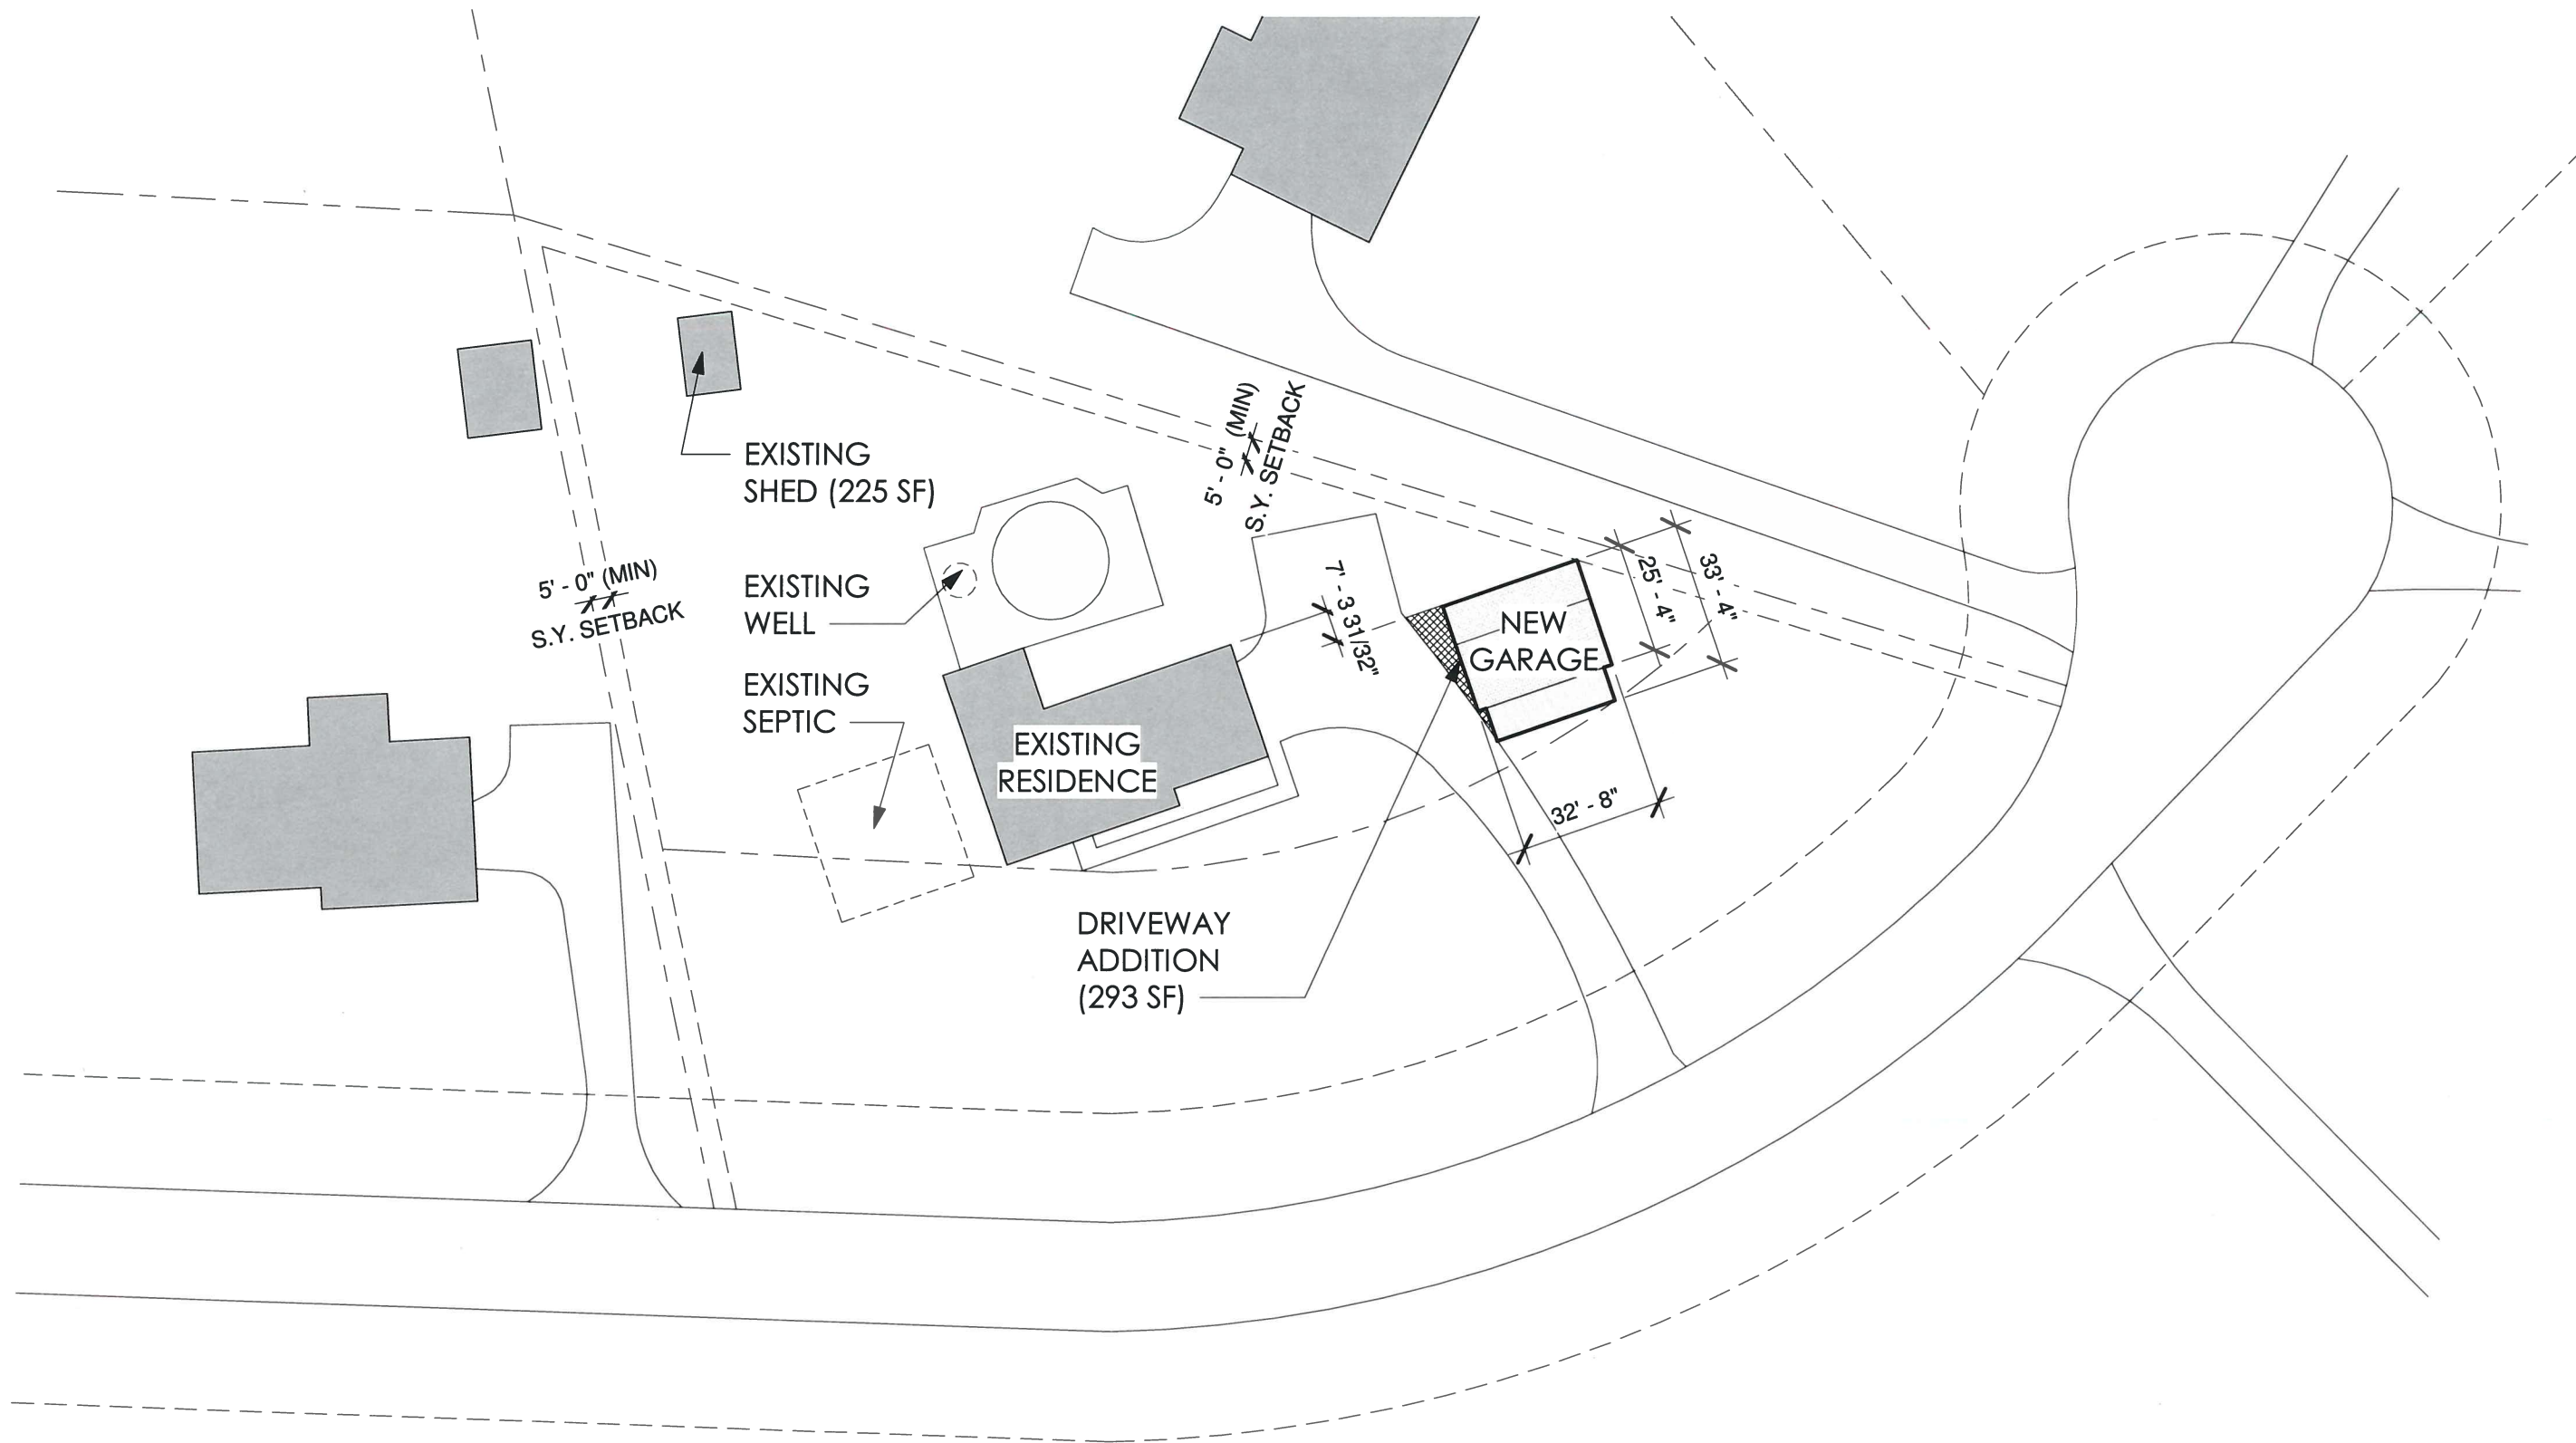 EXISTING
SHED (225 SF)
5' - 0" (MIN)
S.Y. SETBACK
5' - 0" (MIN)
S.Y. SETBACK
EXISTING
WELL
EXISTING
SEPTIC
EXISTING
RESIDENCE
7' - 3 31/32"
NEW
GARAGE
25' - 4"
33' - 4"
32' - 8"
DRIVEWAY
ADDITION
(293 SF)